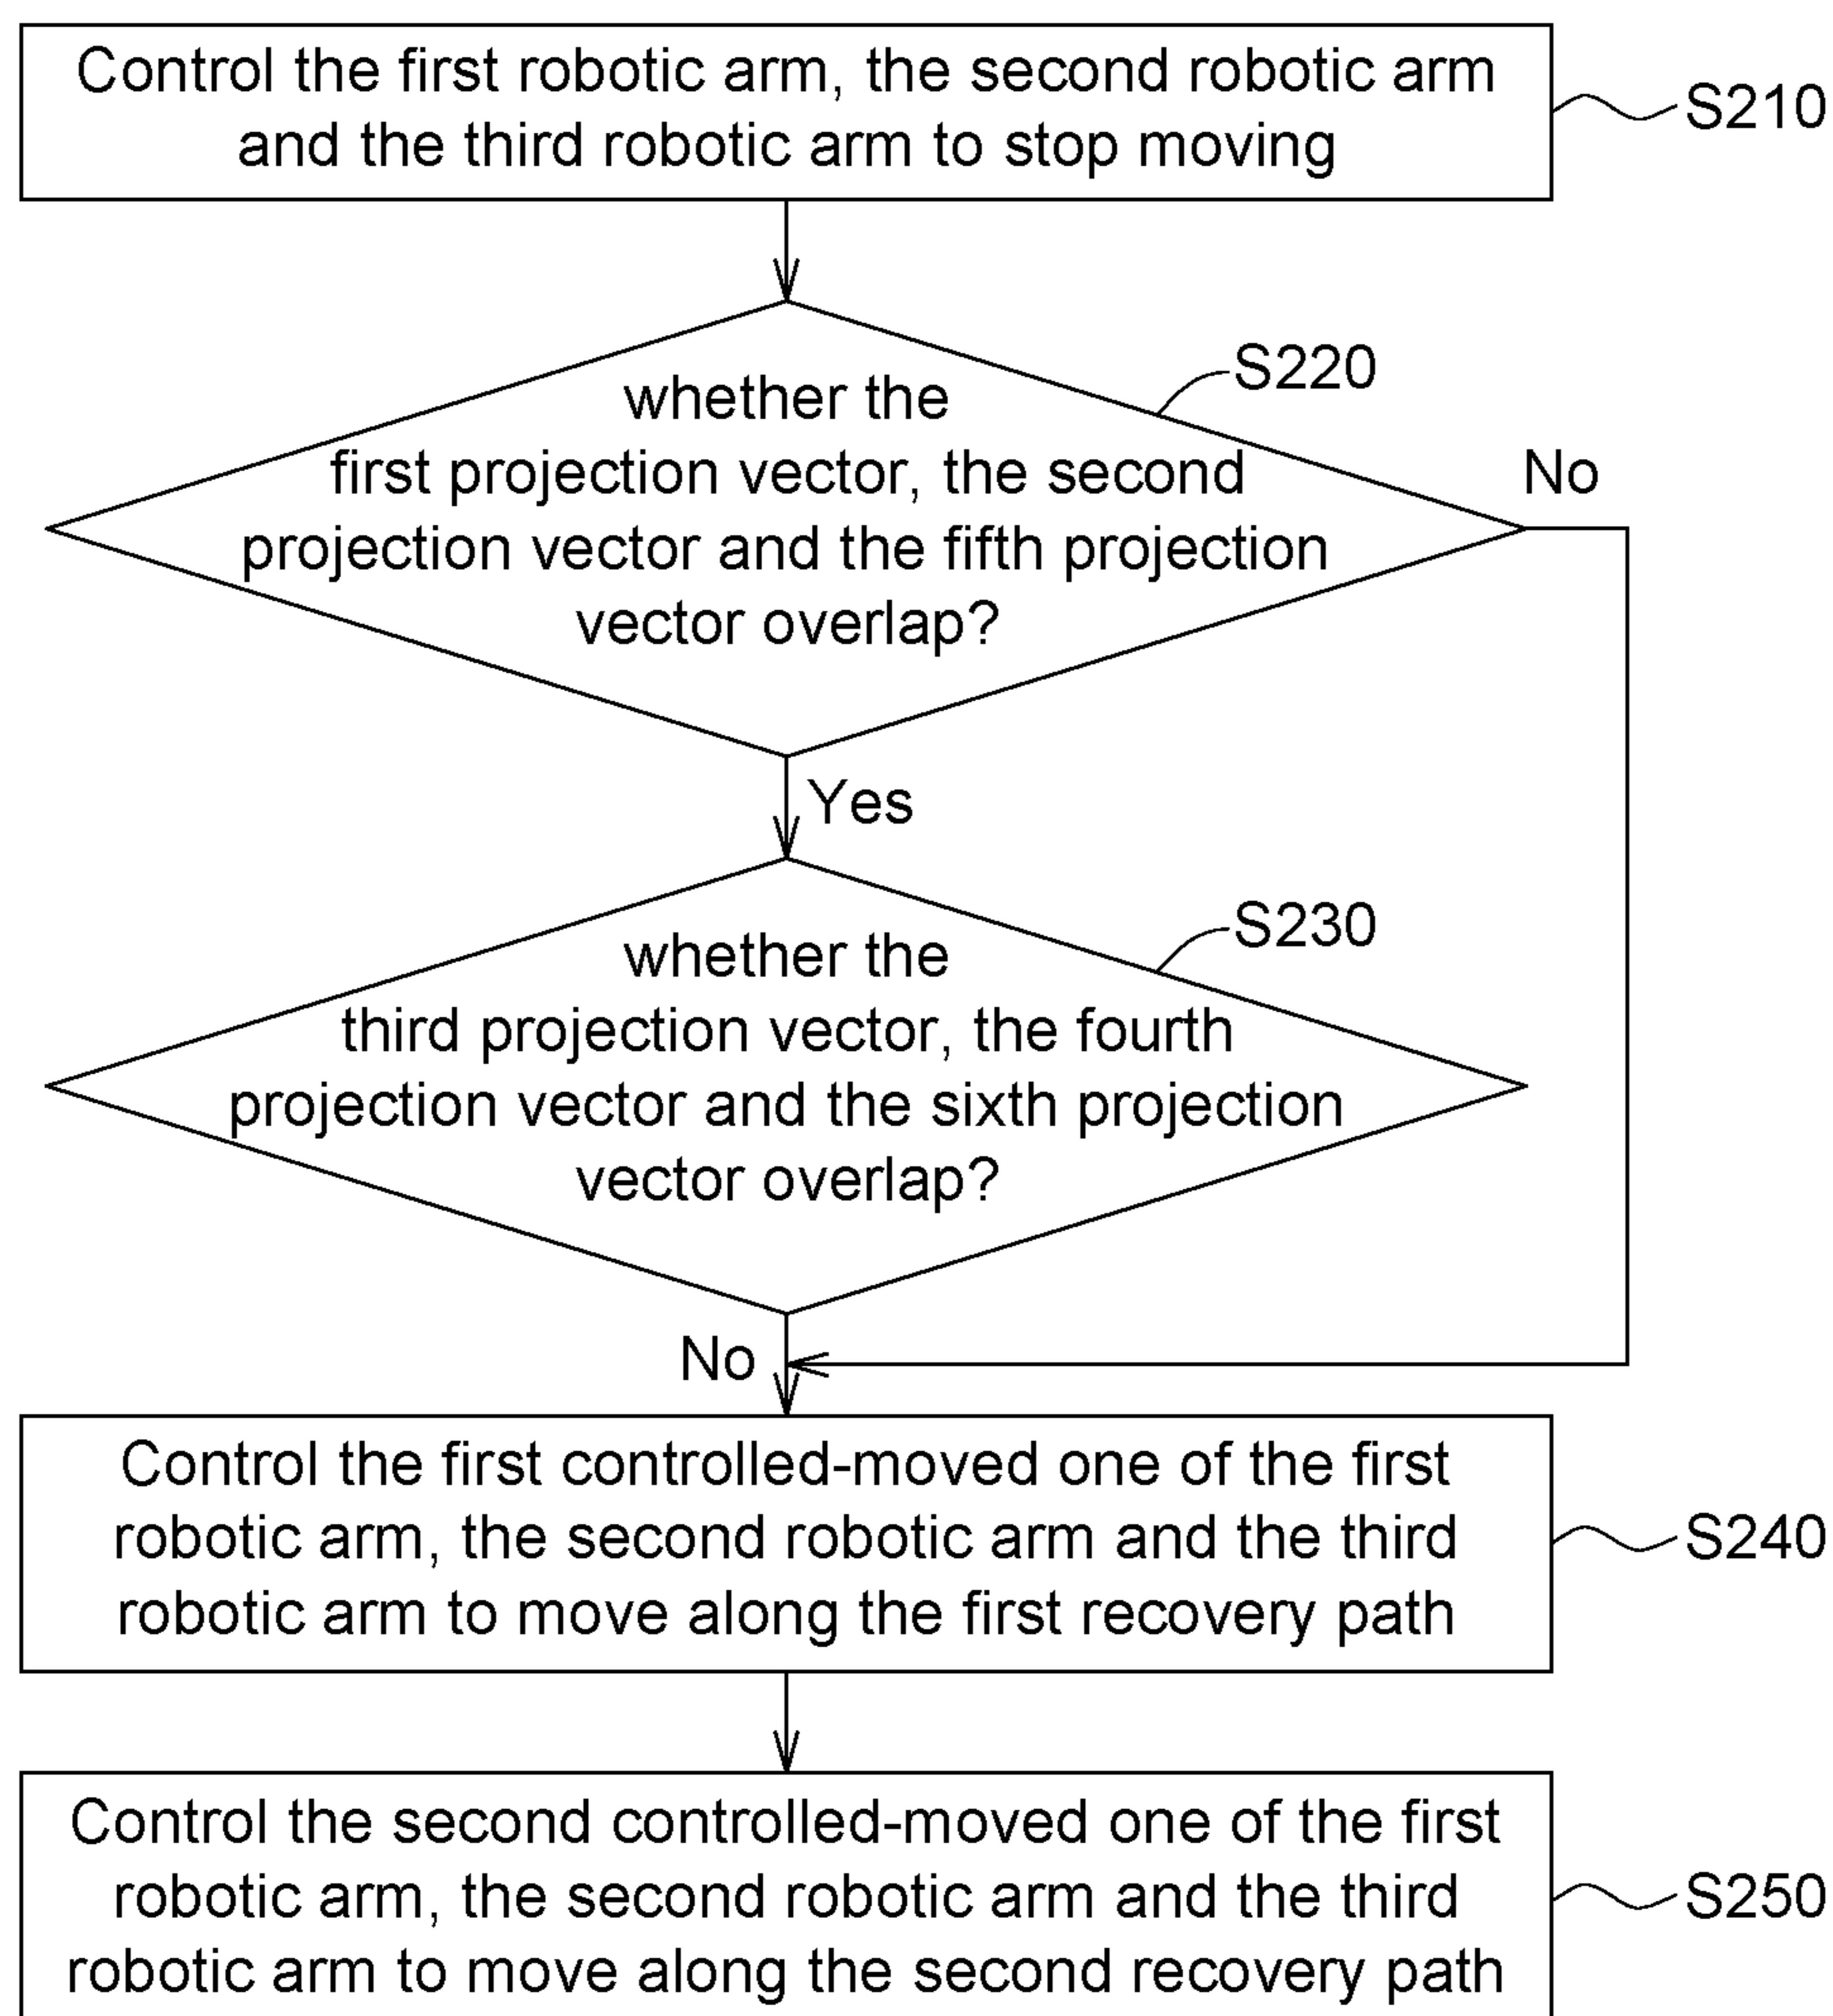 Control the first robotic arm, the second robotic arm
and the third robotic arm to stop moving
S210
S220
whether the
first projection vector, the second
projection vector and the fifth projection
vector overlap?
No
Yes
S230
whether the
third projection vector, the fourth
projection vector and the sixth projection
vector overlap?
No
Control the first controlled-moved one of the first
robotic arm, the second robotic arm and the third
robotic arm to move along the first recovery path
S240
Control the second controlled-moved one of the first
robotic arm, the second robotic arm and the third
robotic arm to move along the second recovery path
S250